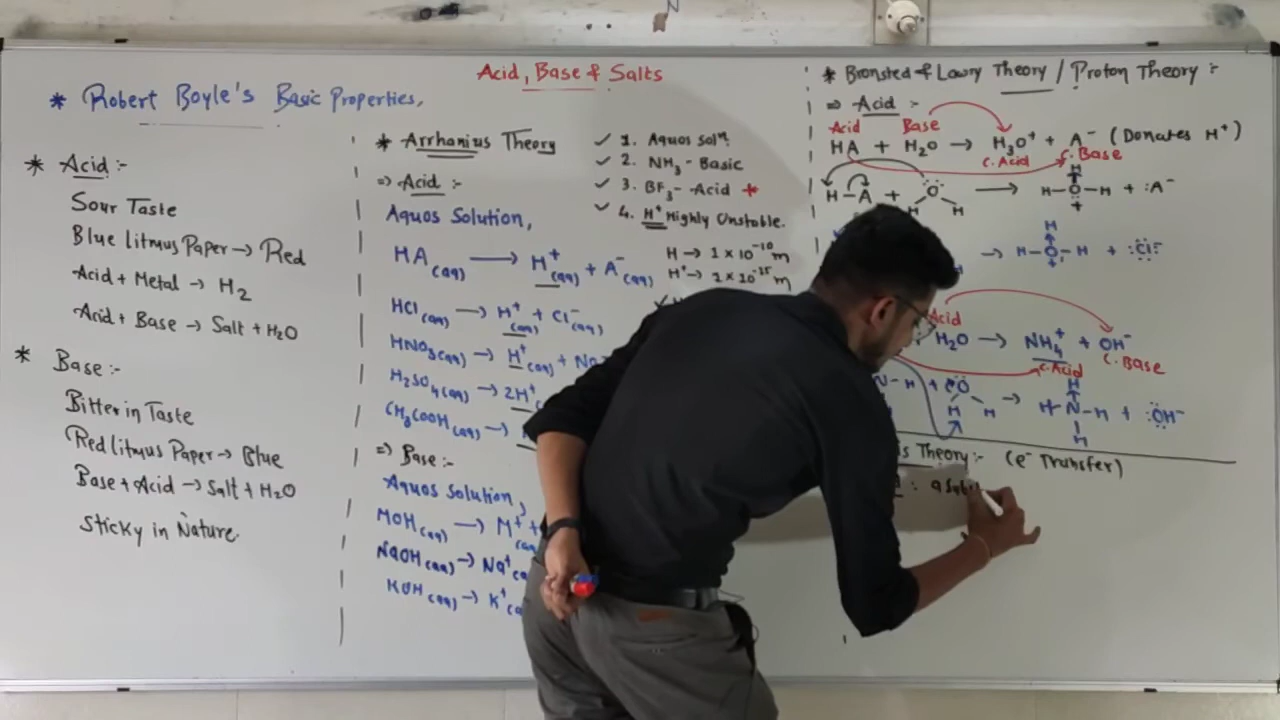 Acid, Base & Salts
* Robert Boyle's Basic Properties,
* Acid :-
Sour Taste
Blue litmus Paper → Red
Acid + Metal → H2
Acid + Base → Salt + H2O
* Base :-
Bitter in Taste
Red litmus Paper → Blue
Base + Acid → Salt + H2O
Sticky in Nature.
* Arrhanius Theory
⇒ Acid :-
Aquos Solution,
HA(aq) → H+(aq) + A-(aq)
HCl(aq) → H+(aq) + Cl-(aq)
HNO3(aq) → H+(aq) +
H2SO4(aq) → 2H+
CH3COOH(aq) →
⇒ Base :-
Aquos Solution,
MOH(aq) → M+(aq) +
NaOH(aq) → Na+
KOH(aq) → K+
✓ 1. Aquos Soln
✓ 2. NH3 - Basic
✓ 3. BF3 - Acid *
✓ 4. H+ Highly Unstable.
H → 1 × 10-10 m
H+ → 10-15 m
* Bronsted & Lowry Theory / Proton Theory :-
⇒ Acid :-
Acid Base
HA + H2O → H3O+ + A- (Donates H+)
C. Acid C. Base
H-A + O H H → H-O-H H + + :A-
→ H-O-H H + + :Cl:-
Acid
H2O → NH4+ + OH-
C. Acid C. Base
N-H + O H H → H-N-H H H + :OH-
is Theory :- (e- Transfer)
: a